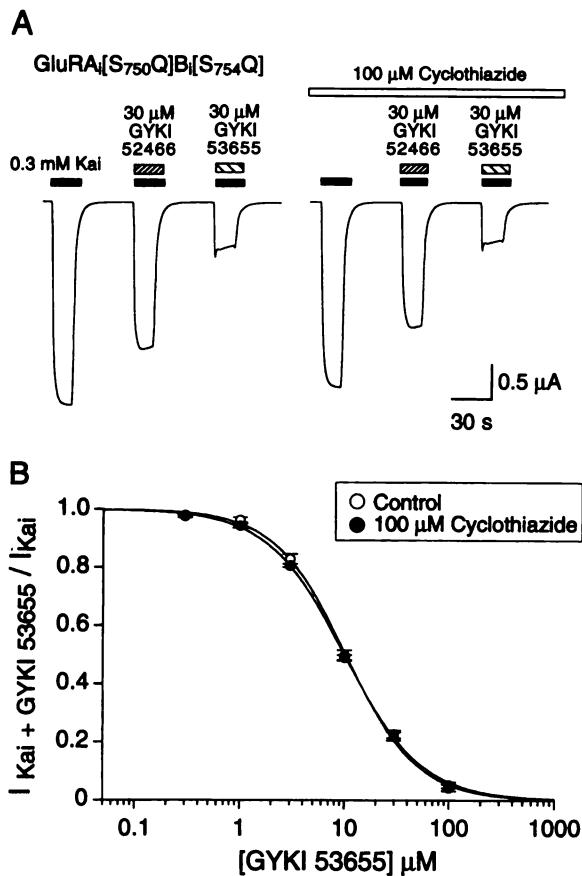 A
GluRAi[S750Q]Bi[S754Q]
0.3 mM Kai
30 μM
GYKI
52466
30 μM
GYKI
53655
100 μM Cyclothiazide
30 μM
GYKI
52466
30 μM
GYKI
53655
0.5 μA
30 s
B
I Kai + GYKI 53655 / IKai
1.0
0.8
0.6
0.4
0.2
0
Control
100 μM Cyclothiazide
0.1
1
10
100
1000
[GYKI 53655] μM